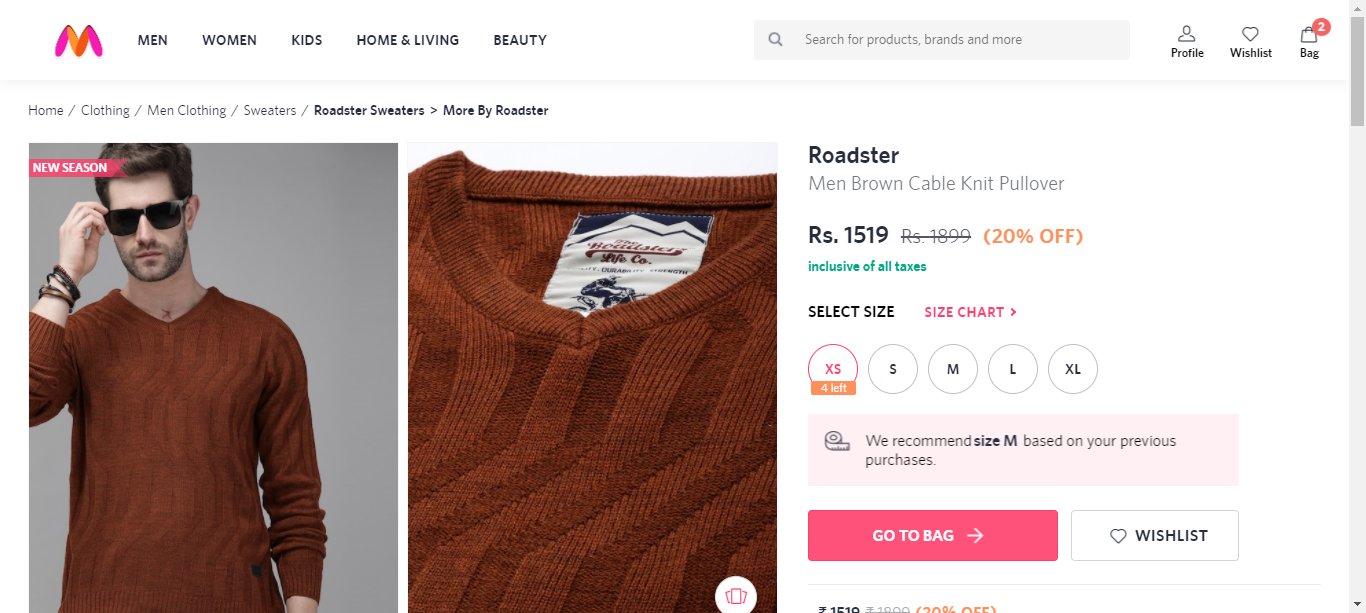 MEN WOMEN KIDS HOME & LIVING BEAUTY
Search for products, brands and more
Profile Wishlist Bag 2
Home / Clothing / Men Clothing / Sweaters / Roadster Sweaters > More By Roadster
NEW SEASON
The
Roadster
Life Co.
DURABILITY, STRENGTH
Roadster
Men Brown Cable Knit Pullover
Rs. 1519 Rs. 1899 (20% OFF)
inclusive of all taxes
SELECT SIZE SIZE CHART >
XS S M L XL
4 left
We recommend size M based on your previous
purchases.
GO TO BAG WISHLIST
₹ 1519 ₹ 1899 (20% OFF)